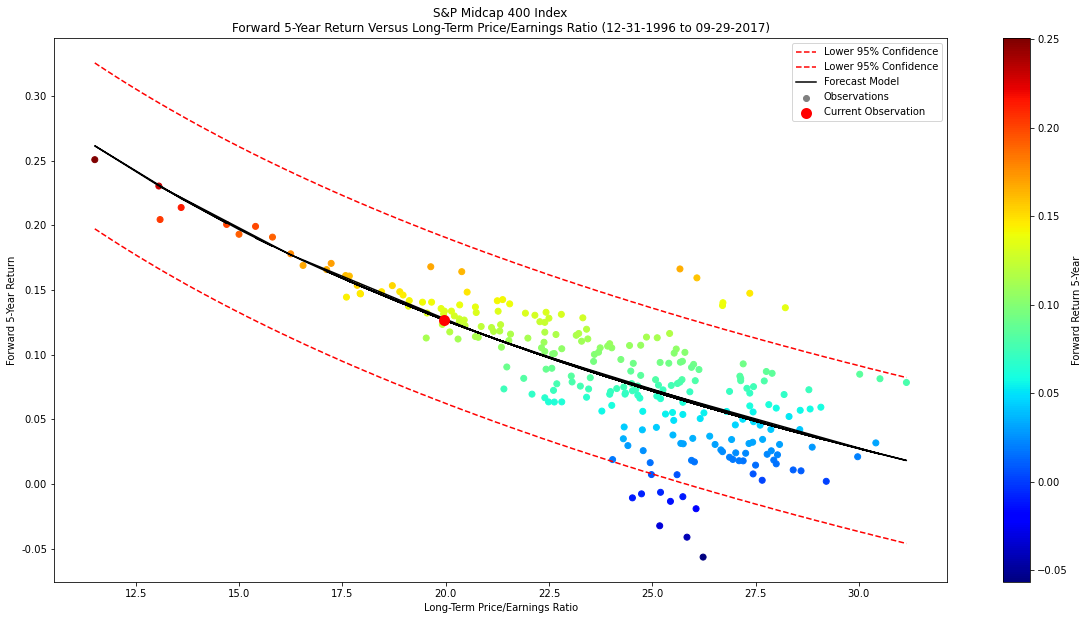 S&P Midcap 400 Index
Forward 5-Year Return Versus Long-Term Price/Earnings Ratio (12-31-1996 to 09-29-2017)
Lower 95% Confidence
Lower 95% Confidence
Forecast Model
Observations
Current Observation
Forward 5-Year Return
0.30
0.25
0.20
0.15
0.10
0.05
0.00
-0.05
12.5 15.0 17.5 20.0 22.5 25.0 27.5 30.0
Long-Term Price/Earnings Ratio
0.25
0.20
0.15
0.10
0.05
0.00
-0.05
Forward Return 5-Year